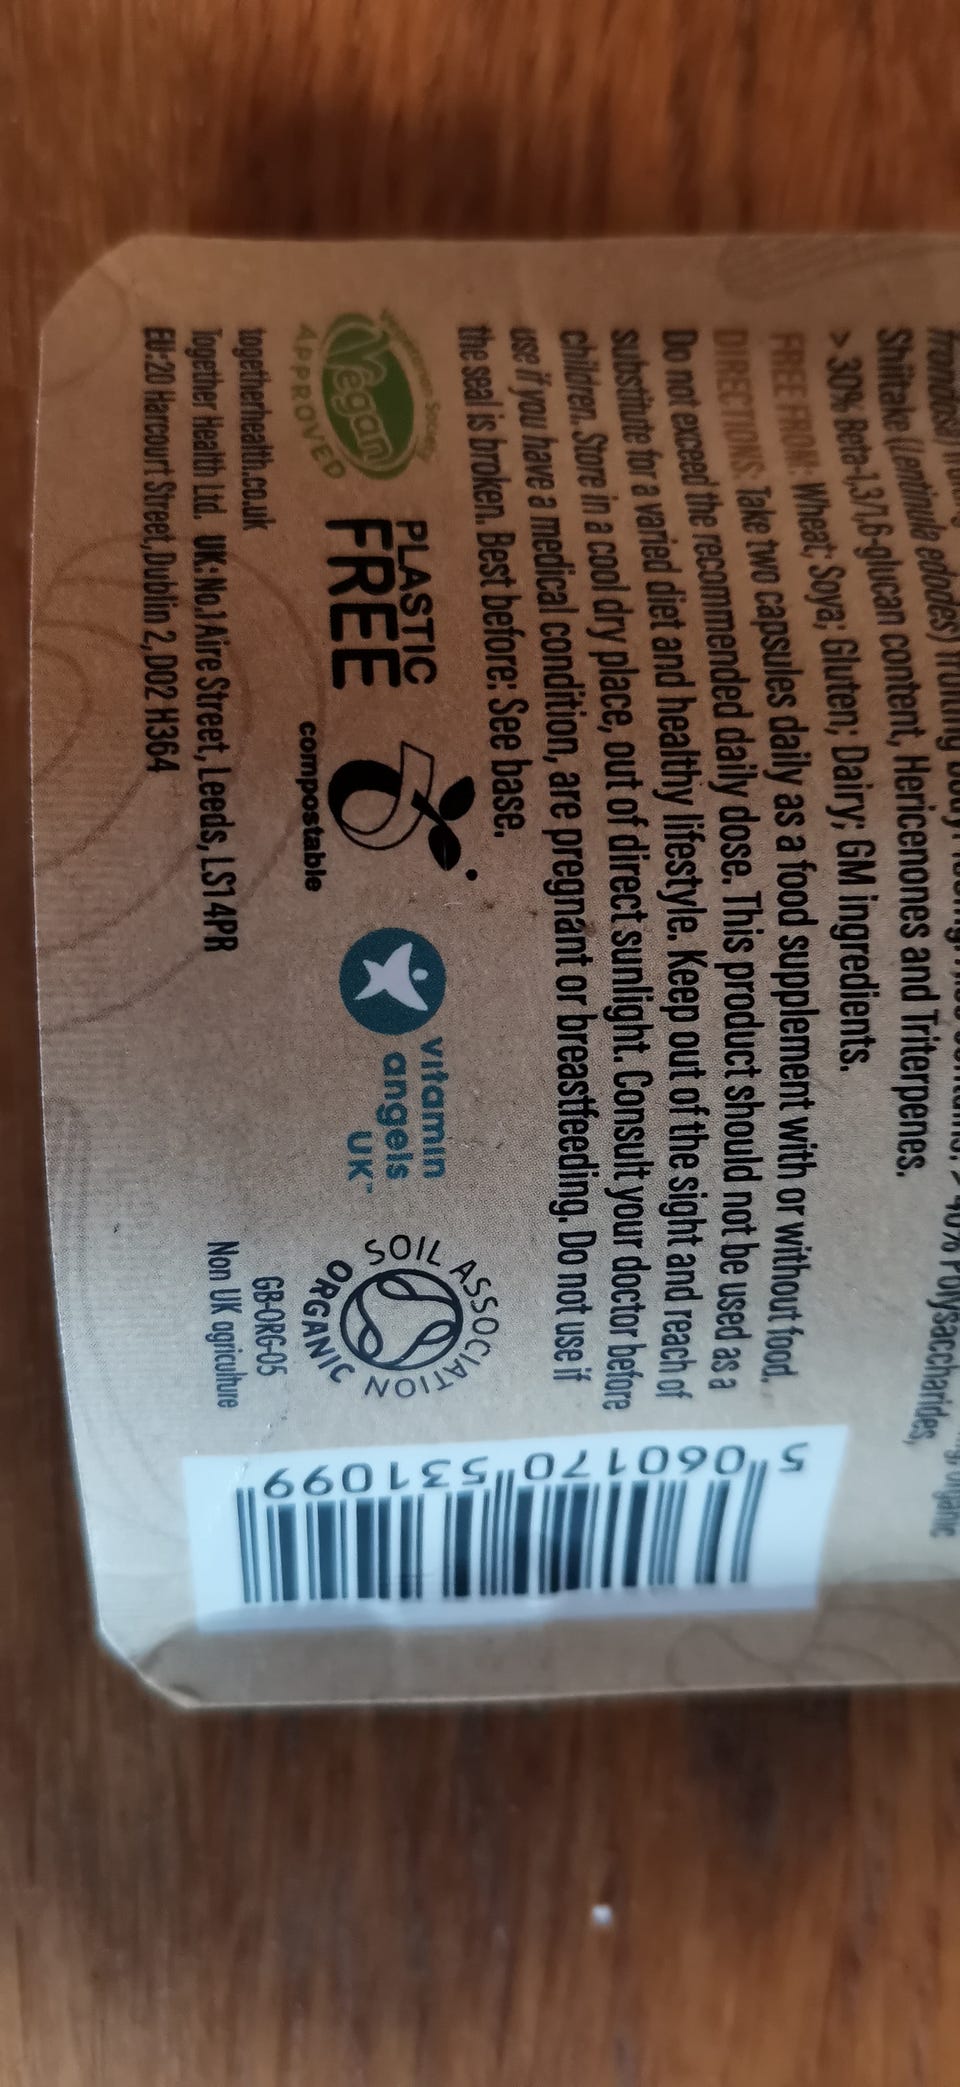 Shiitake (Lentinula edodes) fruiting
> 30% Beta-1,3/1,6-glucan content, Hericenones and Triterpenes.
FREE FROM: Wheat; Soya; Gluten; Dairy; GM ingredients.
DIRECTIONS: Take two capsules daily as a food supplement with or without food.
Do not exceed the recommended daily dose. This product should not be used as a
substitute for a varied diet and healthy lifestyle. Keep out of the sight and reach of
children. Store in a cool dry place, out of direct sunlight. Consult your doctor before
use if you have a medical condition, are pregnant or breastfeeding. Do not use if
the seal is broken. Best before: See base.
Vegetarian Society
Vegan
APPROVED
PLASTIC
FREE
compostable
vitamin
angels
UK™
SOIL ASSOCIATION
ORGANIC
GB-ORG-05
Non UK agriculture
togetherhealth.co.uk
Together Health Ltd. UK: No.1 Aire Street, Leeds, LS1 4PR
EU: 20 Harcourt Street, Dublin 2, D02 H364
5 060170 531099